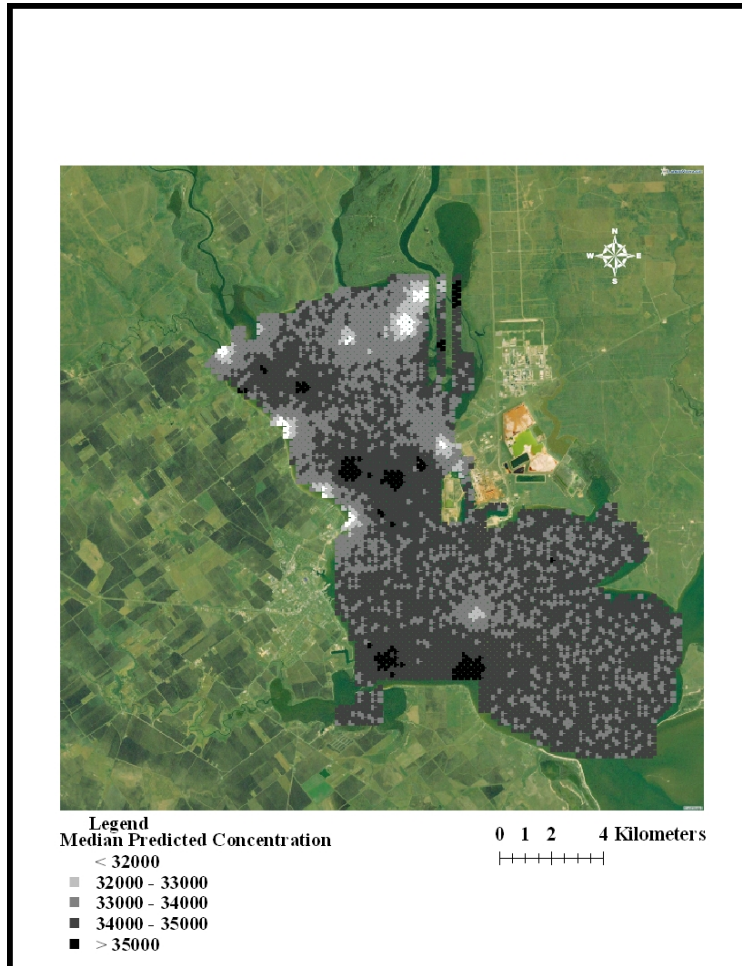 N
W E
S
Legend
Median Predicted Concentration
< 32000
32000 - 33000
33000 - 34000
34000 - 35000
> 35000
0 1 2 4 Kilometers